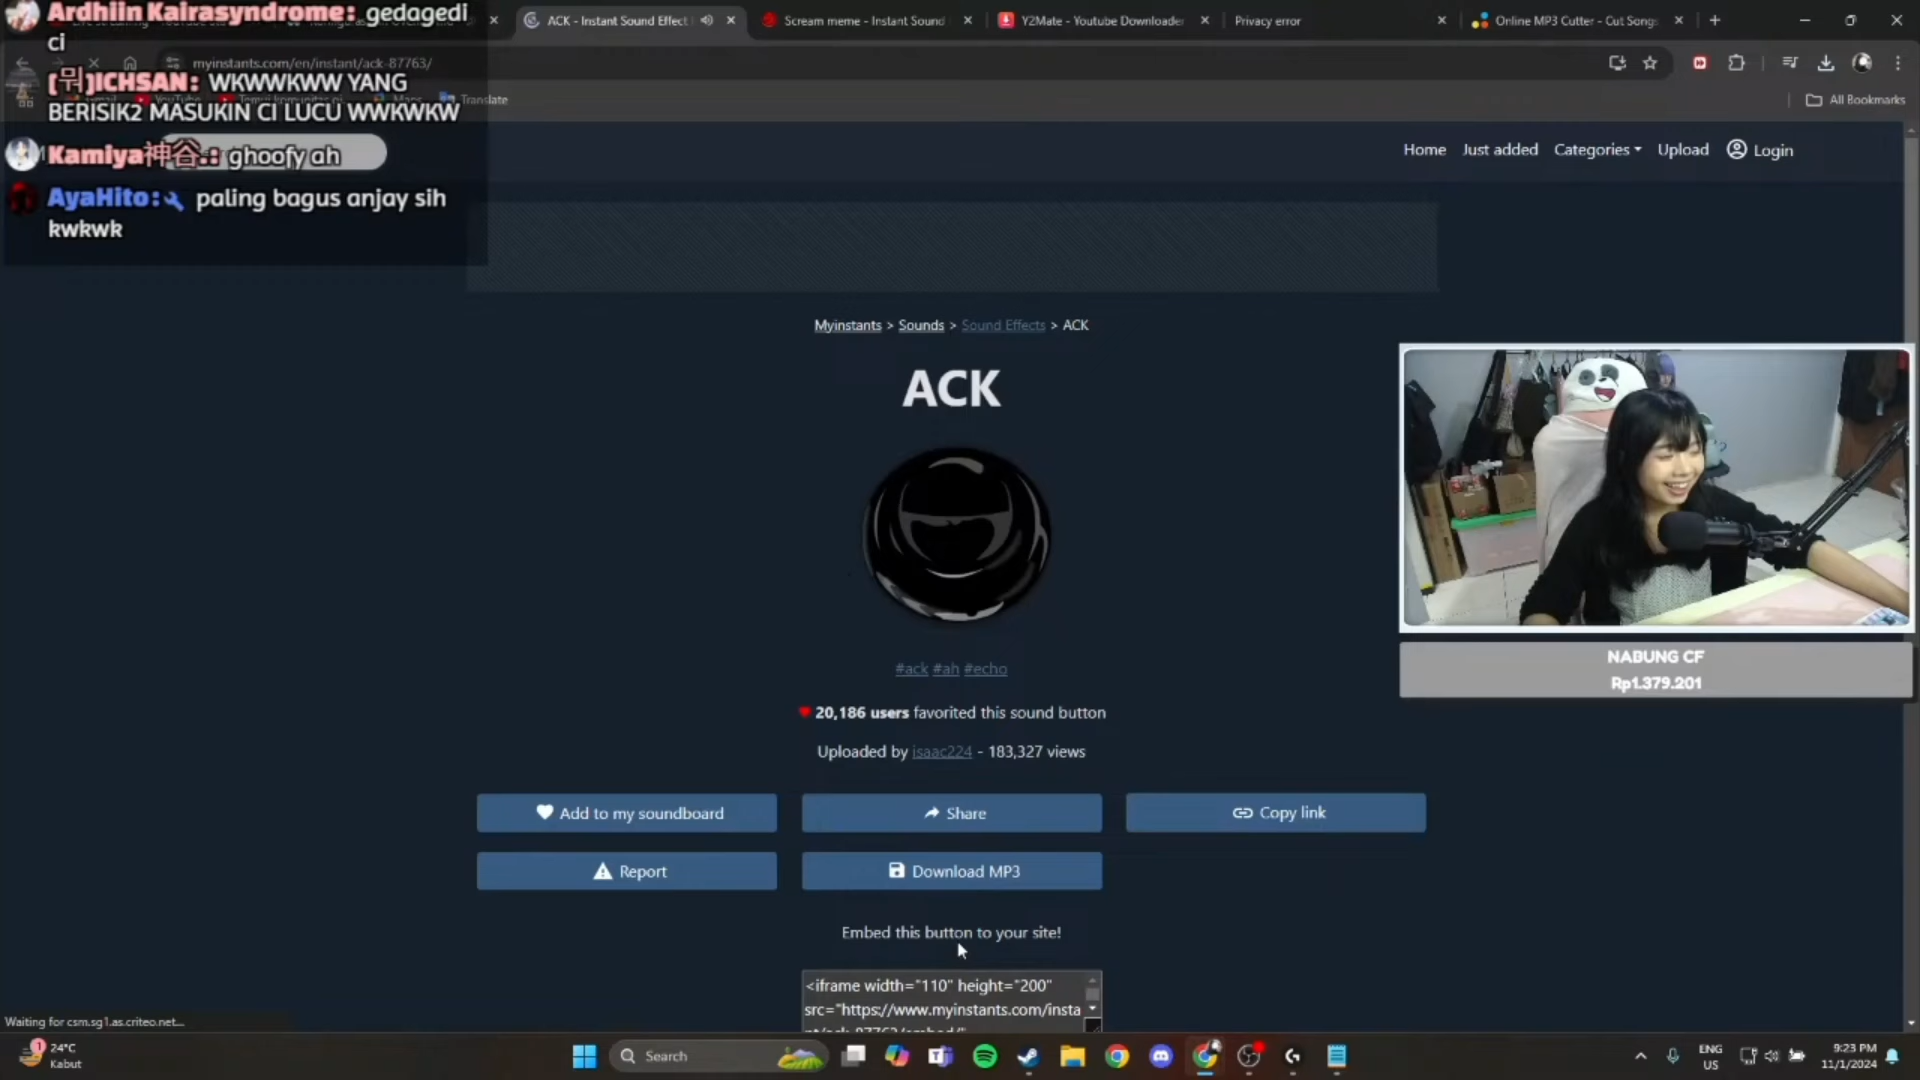 Ardhiin Kairasyndrome: gedagedi
ci
[뭐]ICHSAN: WKWWKWW YANG
BERISIK2 MASUKIN CI LUCU WWKWKW
Kamiya神谷.: ghoofy ah
AyaHito: paling bagus anjay sih
kwkwk
ACK - Instant Sound Effect
Scream meme - Instant Sound
Y2Mate - Youtube Downloader
Privacy error
Online MP3 Cutter - Cut Songs
myinstants.com/en/instant/ack-87763/
Translate
All Bookmarks
Home
Just added
Categories
Upload
Login
Myinstants > Sounds > Sound Effects > ACK
ACK
#ack #ah #echo
20,186 users favorited this sound button
Uploaded by isaac224 - 183,327 views
Add to my soundboard
Share
Copy link
Report
Download MP3
Embed this button to your site!
<iframe width="110" height="200"
src="https://www.myinstants.com/insta
NABUNG CF
Rp1.379.201
Waiting for csm.sg1.as.criteo.net...
1
24°C
Kabut
Search
ENG
US
9:23 PM
11/1/2024